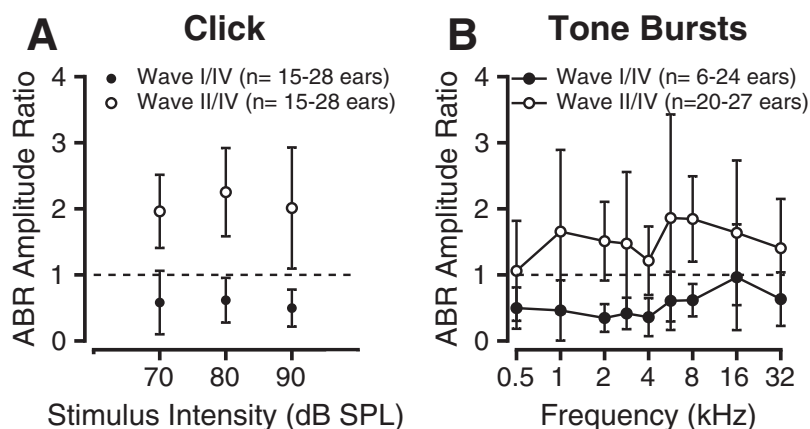 A Click
Wave I/IV (n= 15-28 ears)
Wave II/IV (n= 15-28 ears)
ABR Amplitude Ratio
4
3
2
1
0
70 80 90
Stimulus Intensity (dB SPL)
B Tone Bursts
Wave I/IV (n= 6-24 ears)
Wave II/IV (n=20-27 ears)
ABR Amplitude Ratio
4
3
2
1
0
0.5 1 2 4 8 16 32
Frequency (kHz)